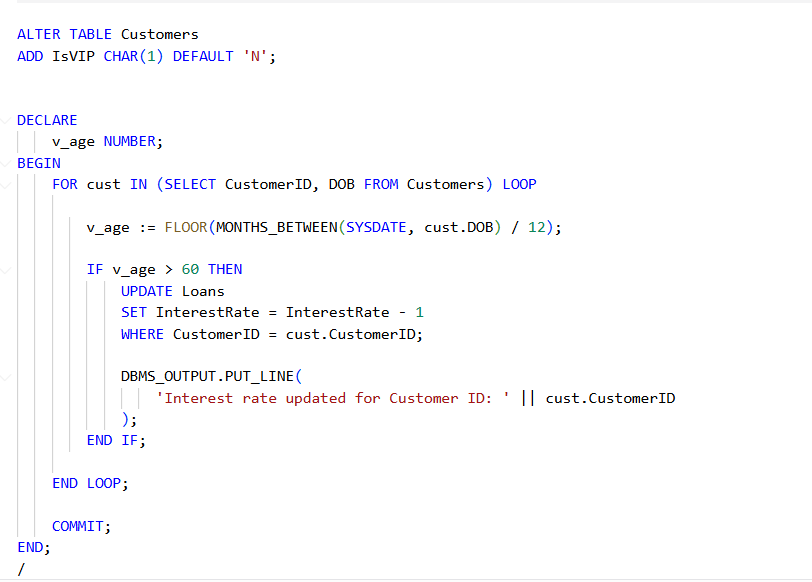 ALTER TABLE Customers
ADD IsVIP CHAR(1) DEFAULT 'N';
DECLARE
v_age NUMBER;
BEGIN
FOR cust IN (SELECT CustomerID, DOB FROM Customers) LOOP
v_age := FLOOR(MONTHS_BETWEEN(SYSDATE, cust.DOB) / 12);
IF v_age > 60 THEN
UPDATE Loans
SET InterestRate = InterestRate - 1
WHERE CustomerID = cust.CustomerID;
DBMS_OUTPUT.PUT_LINE(
'Interest rate updated for Customer ID: ' || cust.CustomerID
);
END IF;
END LOOP;
COMMIT;
END;
/